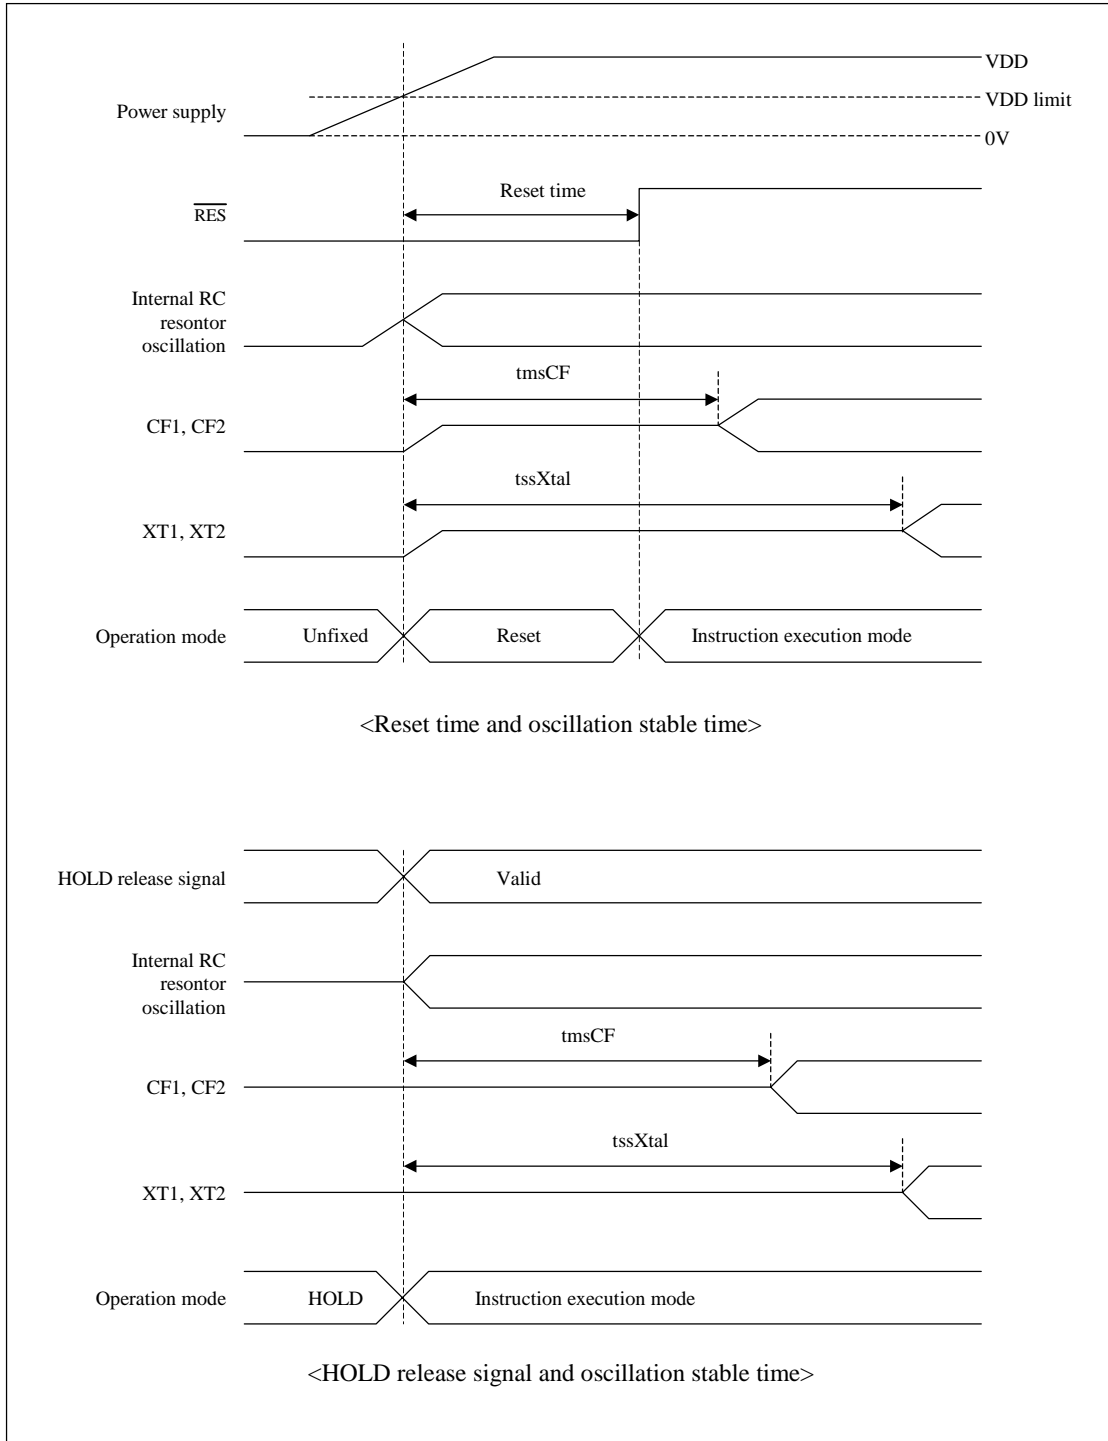 VDD
Power supply
VDD limit
0V
RES
Reset time
Internal RC
resontor
oscillation
tmsCF
CF1, CF2
tssXtal
XT1, XT2
Operation mode
Unfixed
Reset
Instruction execution mode
<Reset time and oscillation stable time>
HOLD release signal
Valid
Internal RC
resontor
oscillation
tmsCF
CF1, CF2
tssXtal
XT1, XT2
Operation mode
HOLD
Instruction execution mode
<HOLD release signal and oscillation stable time>